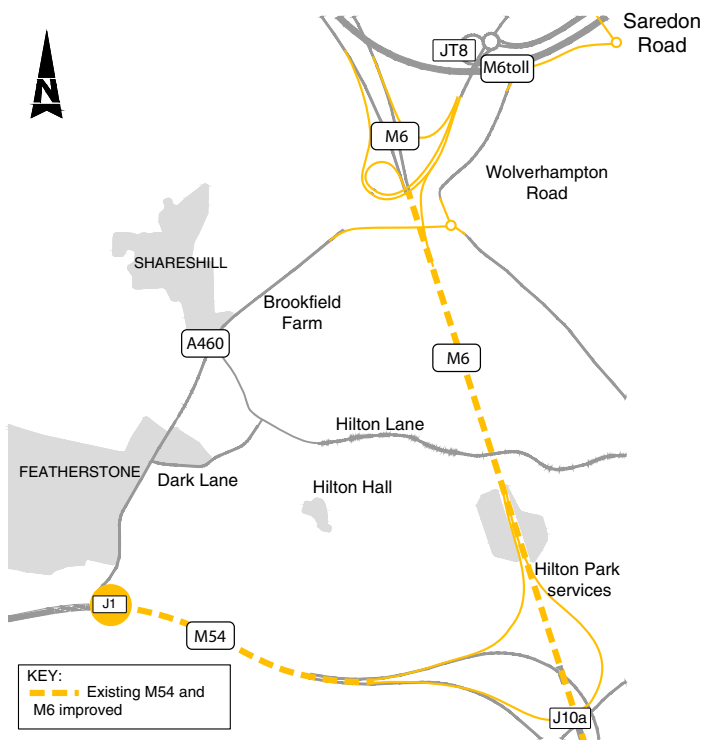 Saredon
Road
JT8
M6toll
N
M6
Wolverhampton
Road
SHARESHILL
Brookfield
Farm
A460
M6
Hilton Lane
FEATHERSTONE
Dark Lane
Hilton Hall
Hilton Park
services
J1
M54
KEY:
Existing M54 and
M6 improved
J10a